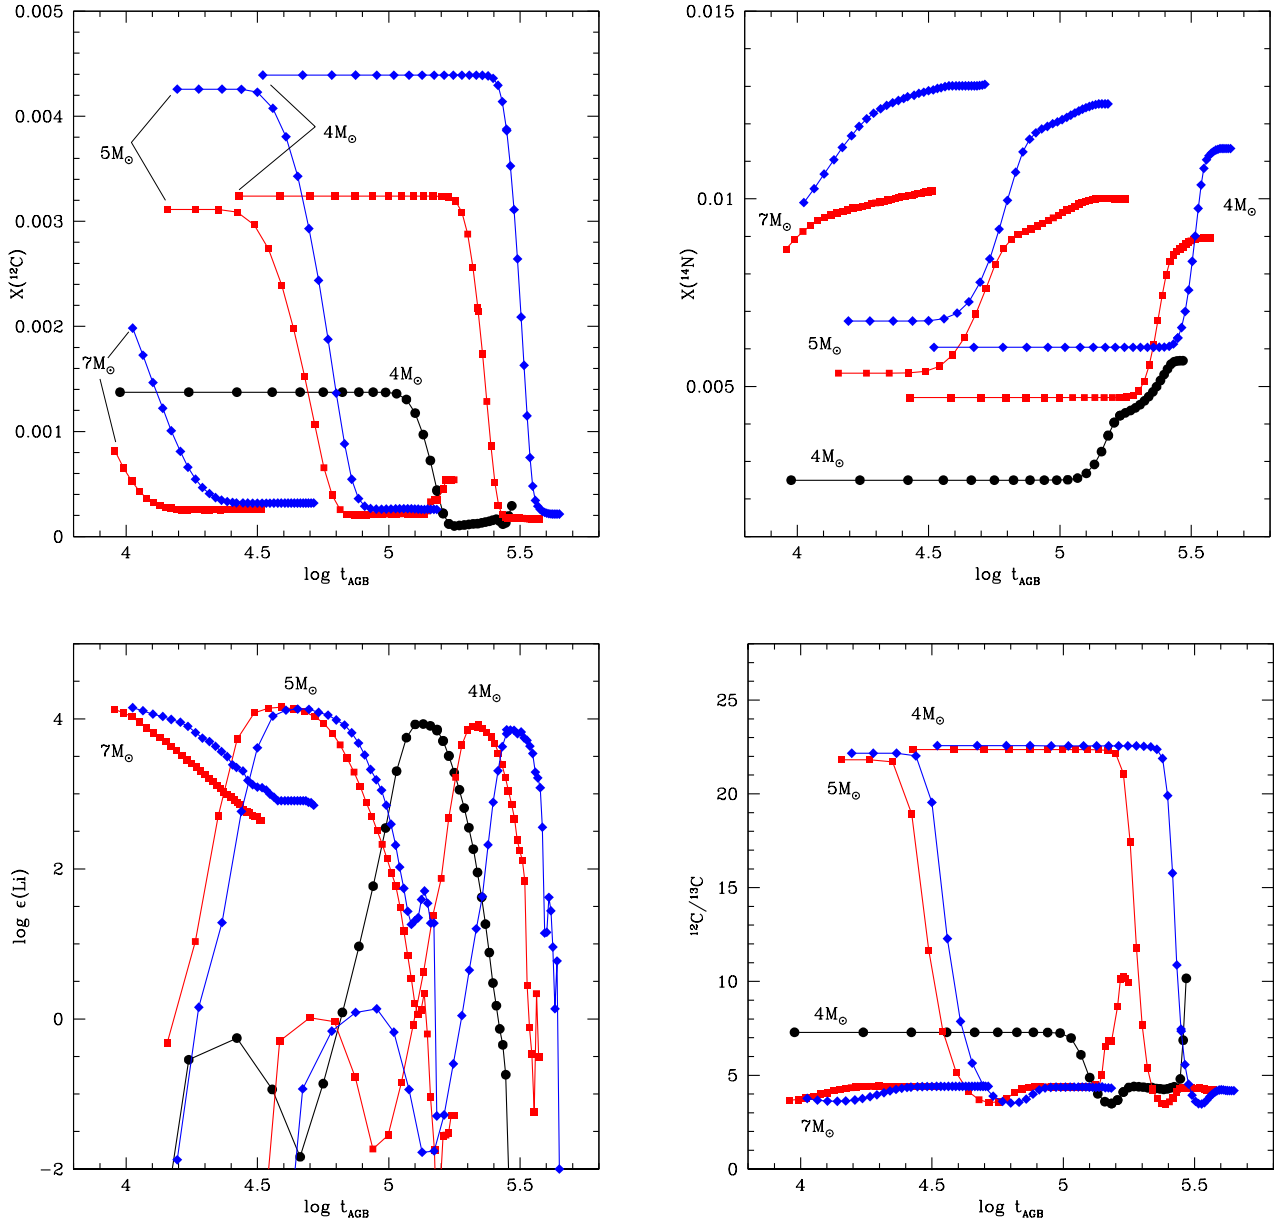 0.005
0.004
0.003
0.002
0.001
0
X(¹²C)
5M⊙
4M⊙
7M⊙
4M⊙
4 4.5 5 5.5
log t_AGB
0.015
0.01
0.005
X(¹⁴N)
7M⊙
4M⊙
5M⊙
4M⊙
4 4.5 5 5.5
log t_AGB
4
2
0
−2
log ϵ(Li)
5M⊙
4M⊙
7M⊙
4 4.5 5 5.5
log t_AGB
25
20
15
10
5
0
¹²C/¹³C
4M⊙
5M⊙
4M⊙
7M⊙
4 4.5 5 5.5
log t_AGB